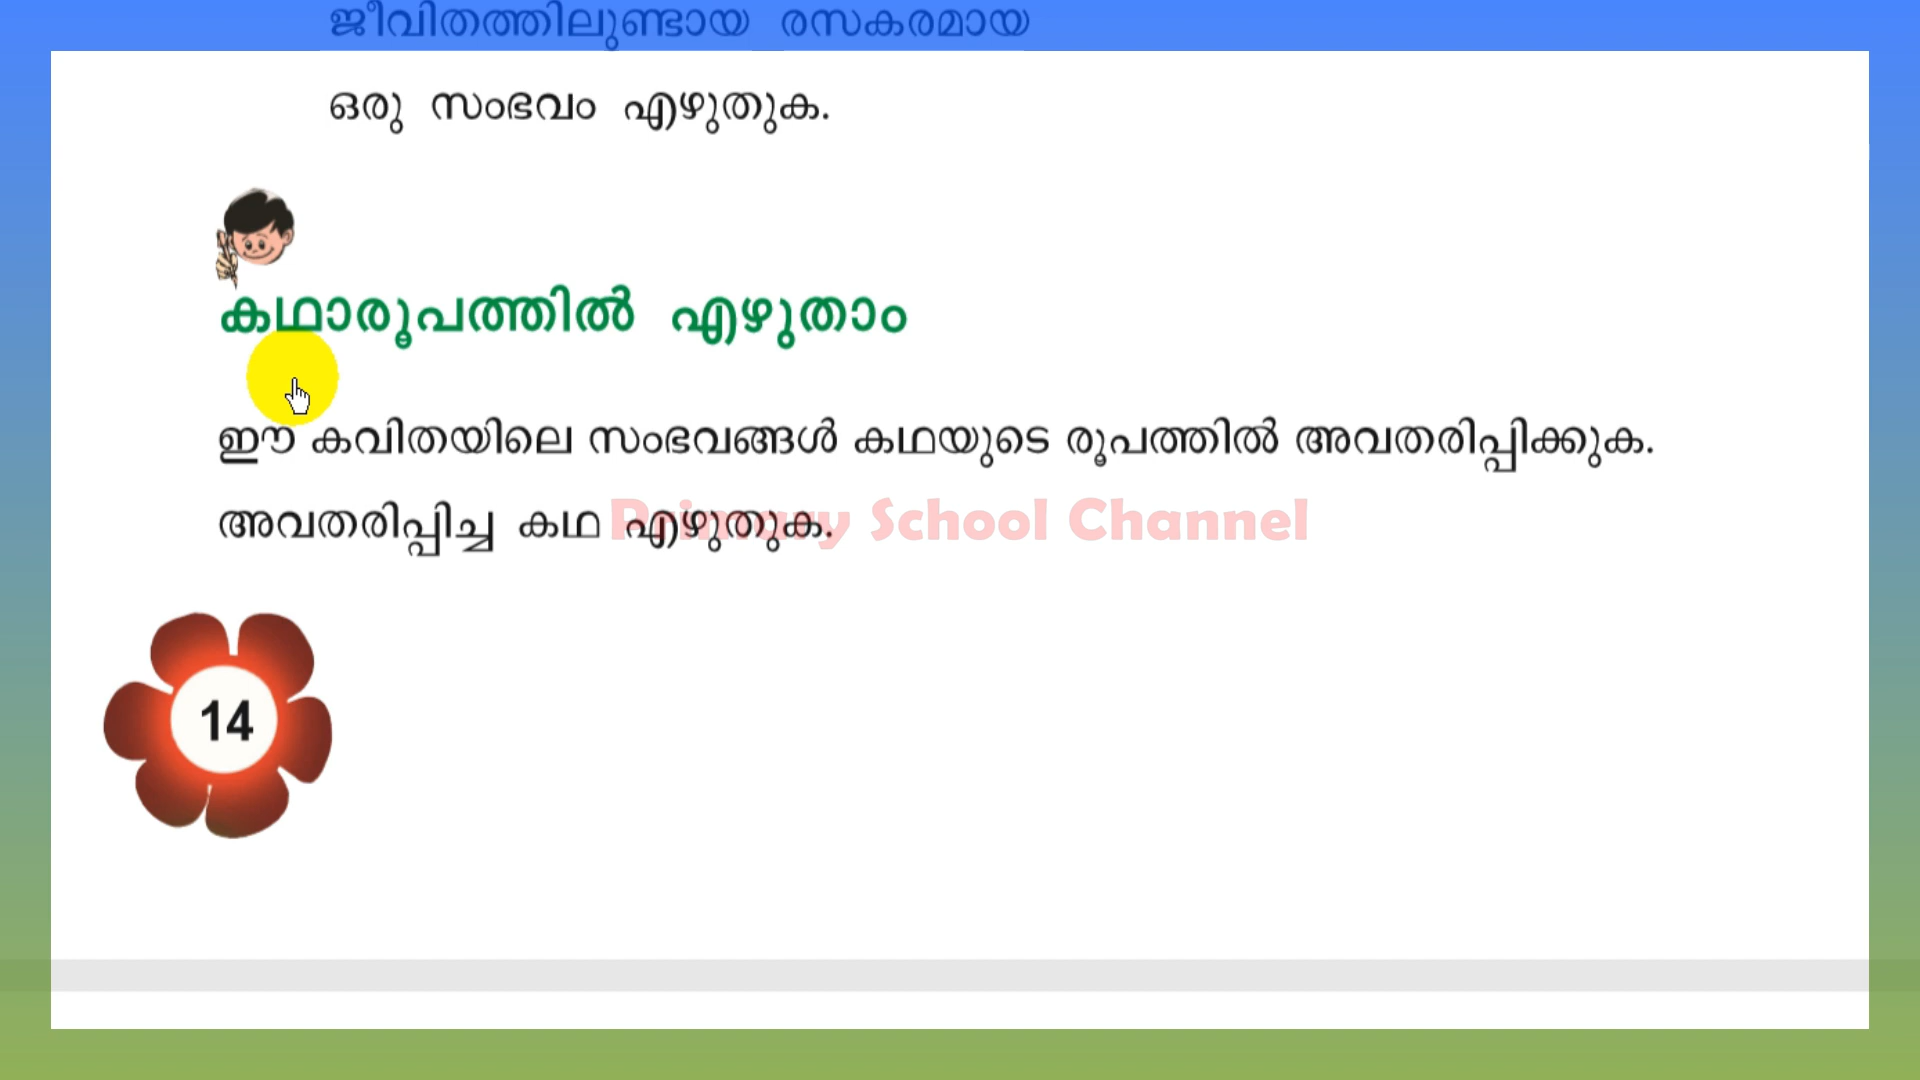 ജീവിതത്തിലുണ്ടായ രസകരമായ
ഒരു സംഭവം എഴുതുക.
കഥാരൂപത്തിൽ എഴുതാം
ഈ കവിതയിലെ സംഭവങ്ങൾ കഥയുടെ രൂപത്തിൽ അവതരിപ്പിക്കുക.
അവതരിപ്പിച്ച കഥ എഴുതുക.
Primary School Channel
14